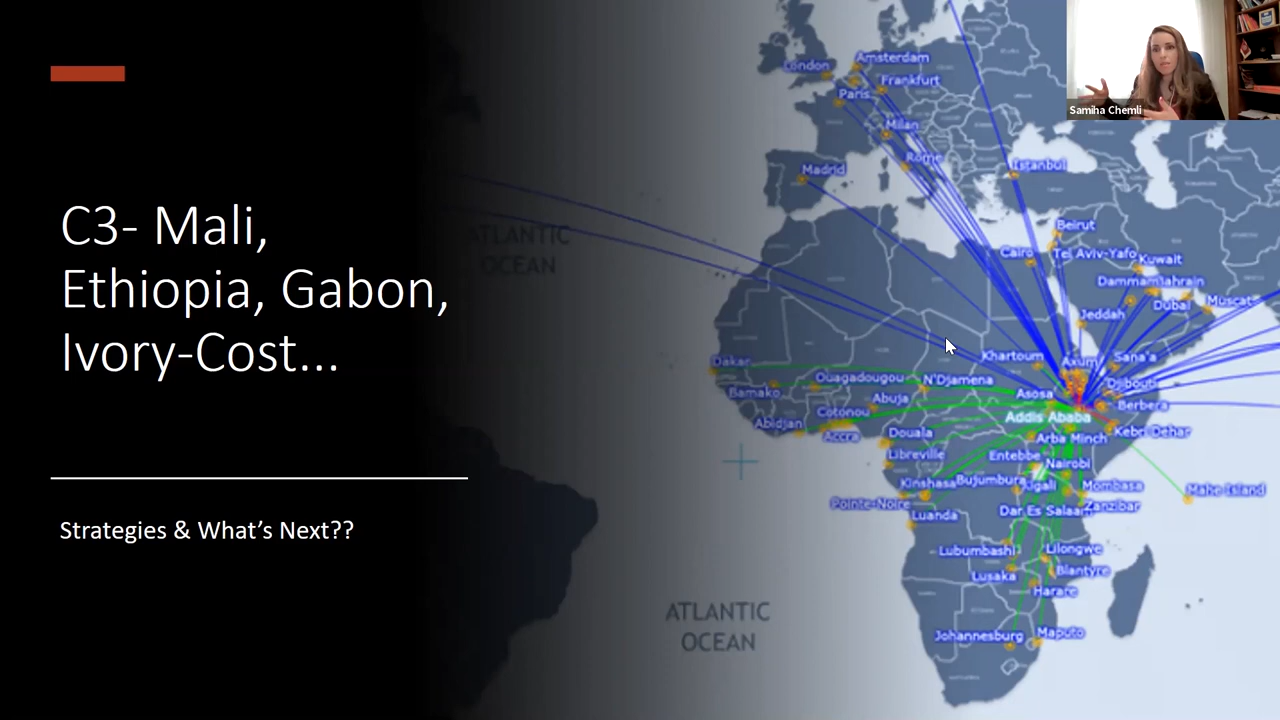 C3- Mali,
Ethiopia, Gabon,
Ivory-Cost...
Strategies & What's Next??
Samiha Chemli
ATLANTIC
OCEAN
ATLANTIC
OCEAN
London
Amsterdam
Frankfurt
Paris
Milan
Rome
Madrid
Istanbul
Beirut
Cairo
Tel Aviv-Yafo
Kuwait
Dammam
Bahrain
Dubai
Muscat
Jeddah
Khartoum
Axum
Sana'a
Dakar
Ouagadougou
N'Djamena
Asosa
Djibouti
Bamako
Abuja
Berbera
Cotonou
Addis Ababa
Abidjan
Accra
Douala
Arba Minch
Kebri Dehar
Libreville
Entebbe
Nairobi
Kinshasa
Bujumbura
Kigali
Mombasa
Mahe Island
Pointe-Noire
Zanzibar
Luanda
Dar Es Salaam
Lubumbashi
Lilongwe
Lusaka
Blantyre
Harare
Johannesburg
Maputo